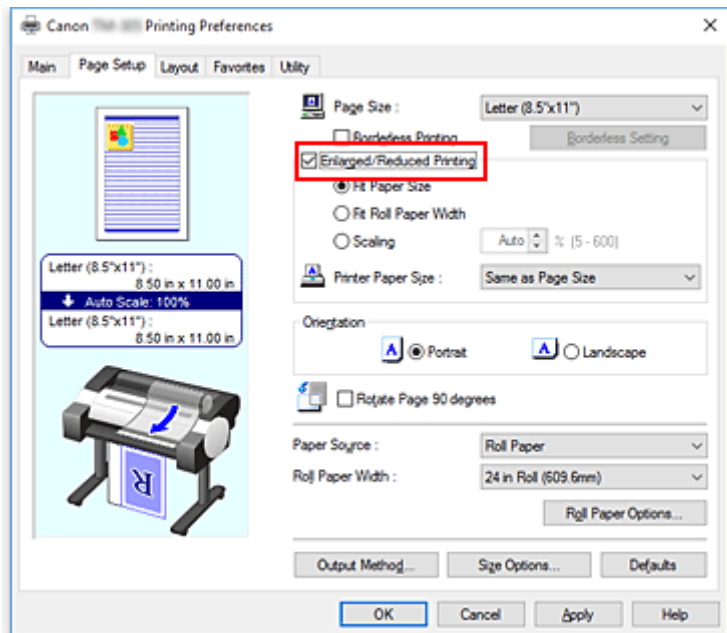 Canon Printing Preferences
Main Page Setup Layout Favorites Utility
Page Size : Letter (8.5"x11")
Borderless Printing Borderless Setting
Enlarged/Reduced Printing
Fit Paper Size
Fit Roll Paper Width
Scaling Auto % (5 - 600)
Printer Paper Size : Same as Page Size
Letter (8.5"x11") :
8.50 in x 11.00 in
Auto Scale: 100%
Letter (8.5"x11") :
8.50 in x 11.00 in
Orientation
A Portrait A Landscape
Rotate Page 90 degrees
R
Paper Source : Roll Paper
Roll Paper Width : 24 in Roll (609.6mm)
Roll Paper Options...
Output Method... Size Options... Defaults
OK Cancel Apply Help